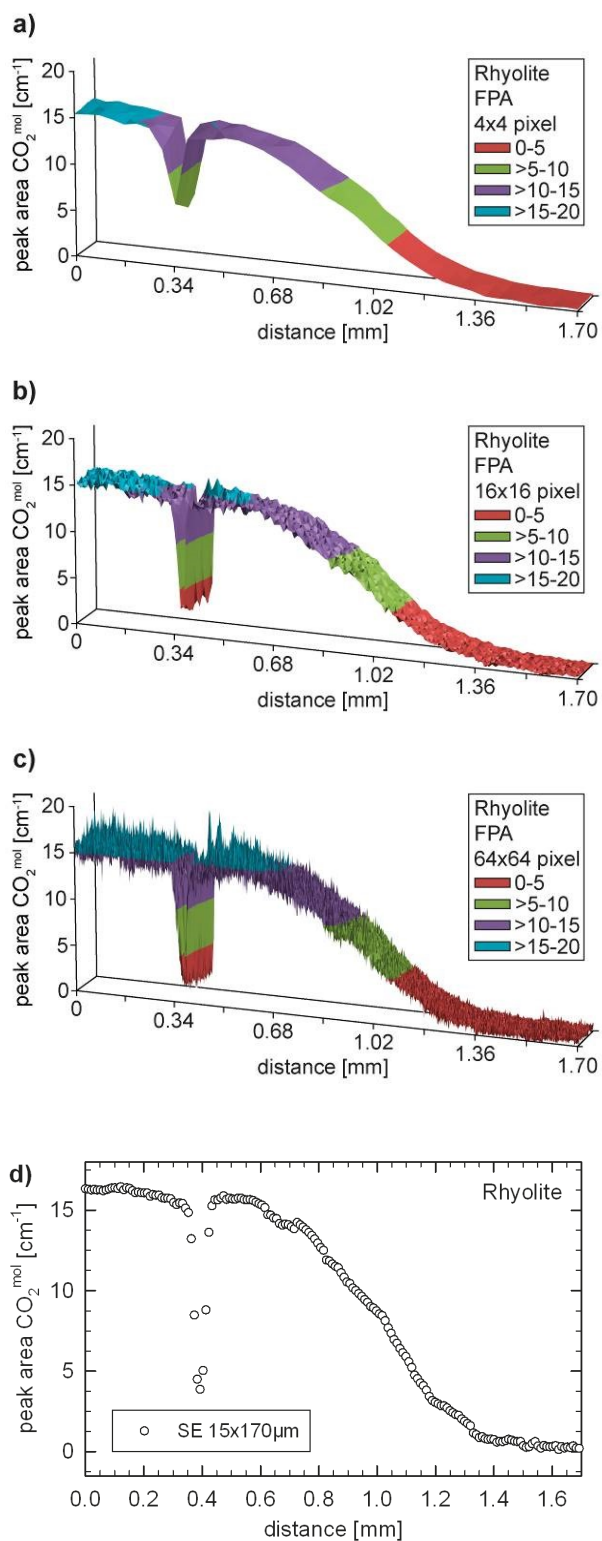 a)
20
15
10
5
0
peak area CO₂ᵐᵒˡ [cm⁻¹]
0
0.34
0.68
1.02
1.36
1.70
distance [mm]
Rhyolite
FPA
4x4 pixel
0-5
>5-10
>10-15
>15-20
b)
20
15
10
5
0
peak area CO₂ᵐᵒˡ [cm⁻¹]
0
0.34
0.68
1.02
1.36
1.70
distance [mm]
Rhyolite
FPA
16x16 pixel
0-5
>5-10
>10-15
>15-20
c)
20
15
10
5
0
peak area CO₂ᵐᵒˡ [cm⁻¹]
0
0.34
0.68
1.02
1.36
1.70
distance [mm]
Rhyolite
FPA
64x64 pixel
0-5
>5-10
>10-15
>15-20
d)
Rhyolite
15
10
5
0
peak area CO₂ᵐᵒˡ [cm⁻¹]
SE 15x170µm
0.0 0.2 0.4 0.6 0.8 1.0 1.2 1.4 1.6
distance [mm]